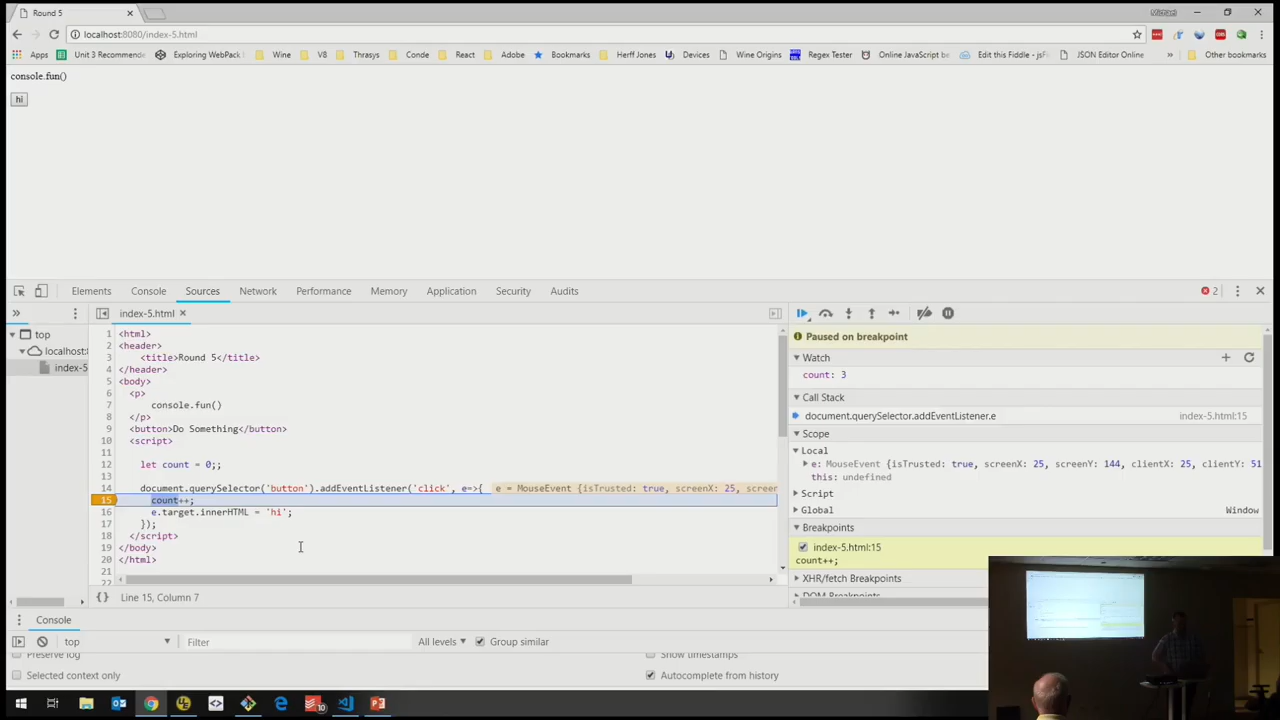 Round 5
Michael
localhost:8080/index-5.html
Apps Unit 3 Recommende Exploring WebPack Wine V8 Thrasys Conde React Adobe Bookmarks Herff Jones Devices Wine Origins Regex Tester Online JavaScript be Edit this Fiddle - jsFi JSON Editor Online » Other bookmarks
console.fun()
hi
Elements Console Sources Network Performance Memory Application Security Audits 2
» index-5.html
top
localhost:
index-5
1 <html>
2 <header>
3 <title>Round 5</title>
4 </header>
5 <body>
6 <p>
7 console.fun()
8 </p>
9 <button>Do Something</button>
10 <script>
11
12 let count = 0;;
13
14 document.querySelector('button').addEventListener('click', e=>{ e = MouseEvent {isTrusted: true, screenX: 25, screen
15 count++;
16 e.target.innerHTML = 'hi';
17 });
18 </script>
19 </body>
20 </html>
21
22
{} Line 15, Column 7
Paused on breakpoint
Watch
count: 3
Call Stack
document.querySelector.addEventListener.e index-5.html:15
Scope
Local
e: MouseEvent {isTrusted: true, screenX: 25, screenY: 144, clientX: 25, clientY: 51
this: undefined
Script
Global Window
Breakpoints
index-5.html:15
count++;
XHR/fetch Breakpoints
DOM Breakpoints
Console
top Filter All levels Group similar
Preserve log Show timestamps
Selected context only Autocomplete from history
10